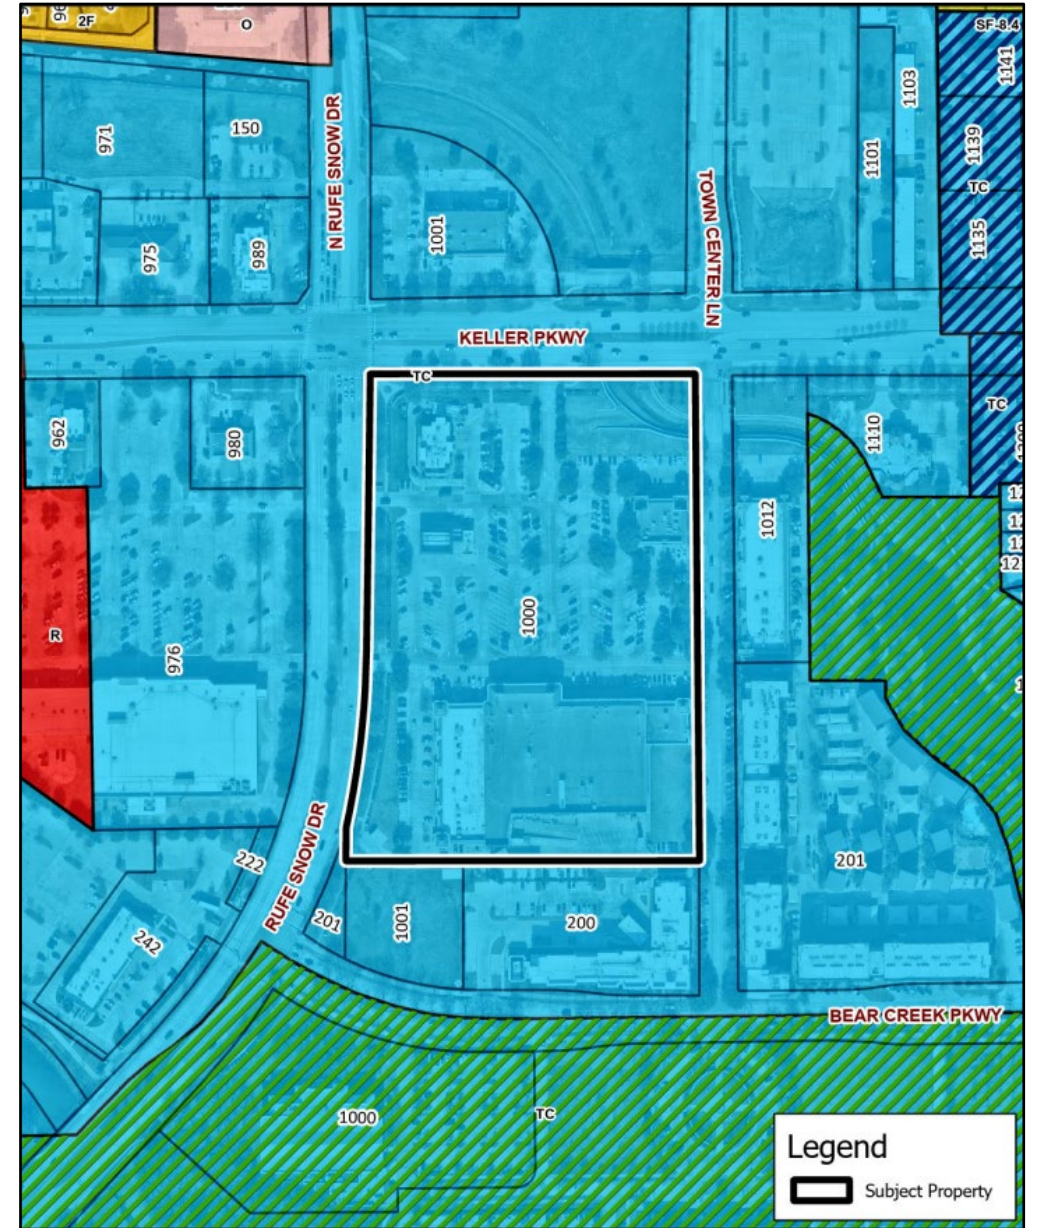 2F
O
SF-8.4
1141
1103
971
150
N RUFE SNOW DR
1139
1101
TC
TOWN CENTER LN
1001
1135
975
989
KELLER PKWY
TC
TC
962
980
1110
1012
1000
R
976
222
RUFE SNOW DR
201
201
1001
200
242
BEAR CREEK PKWY
1000
TC
Legend
Subject Property